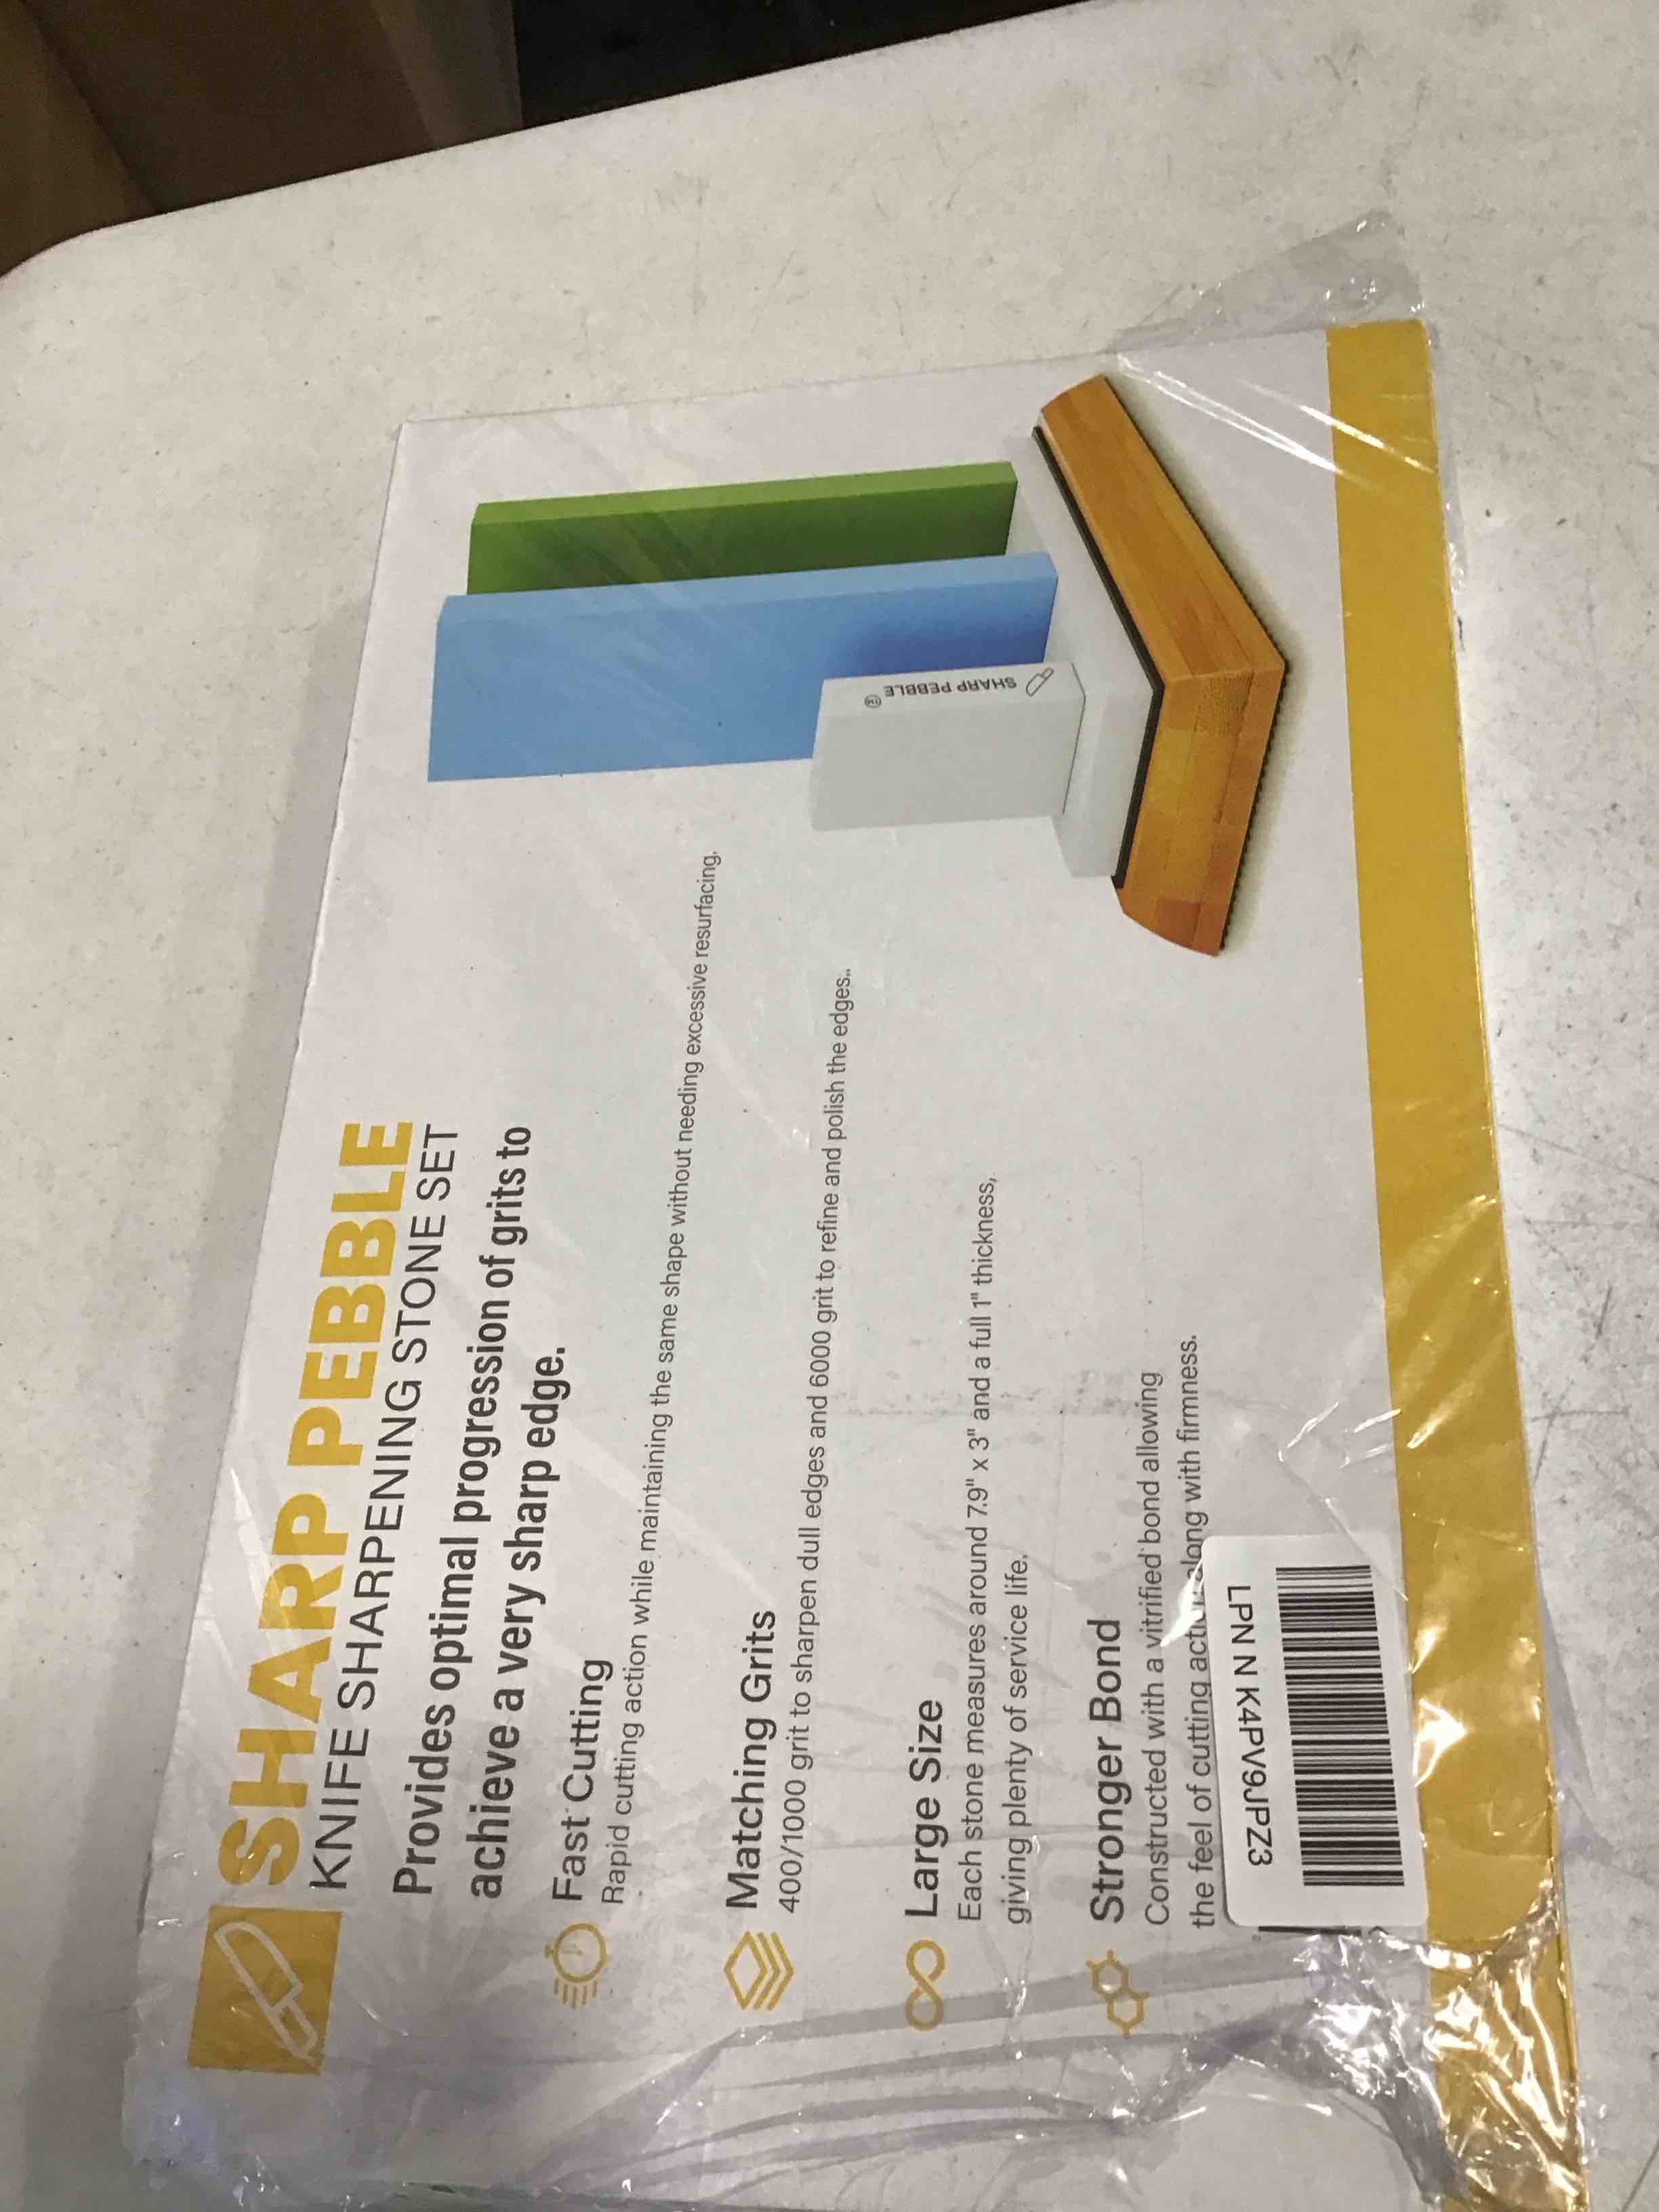 SHARP PEBBLE
KNIFE SHARPENING STONE SET
Provides optimal progression of grits to
achieve a very sharp edge.
Fast Cutting
Rapid cutting action while maintaining the same shape without needing excessive resurfacing.
Matching Grits
400/1000 grit to sharpen dull edges and 6000 grit to refine and polish the edges..
Large Size
Each stone measures around 7.9" x 3" and a full 1" thickness,
giving plenty of service life.
Stronger Bond
Constructed with a vitrified bond allowing
the feel of cutting along with firmness.
LPN N K4PV9JPZ3
SHARP PEBBLE ®